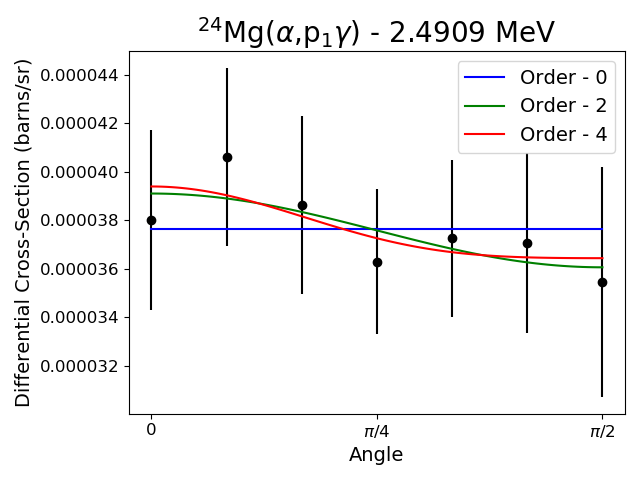 ²⁴Mg(α,p₁γ) - 2.4909 MeV
Differential Cross-Section (barns/sr)
0.000044
0.000042
0.000040
0.000038
0.000036
0.000034
0.000032
Order - 0
Order - 2
Order - 4
0
π/4
π/2
Angle